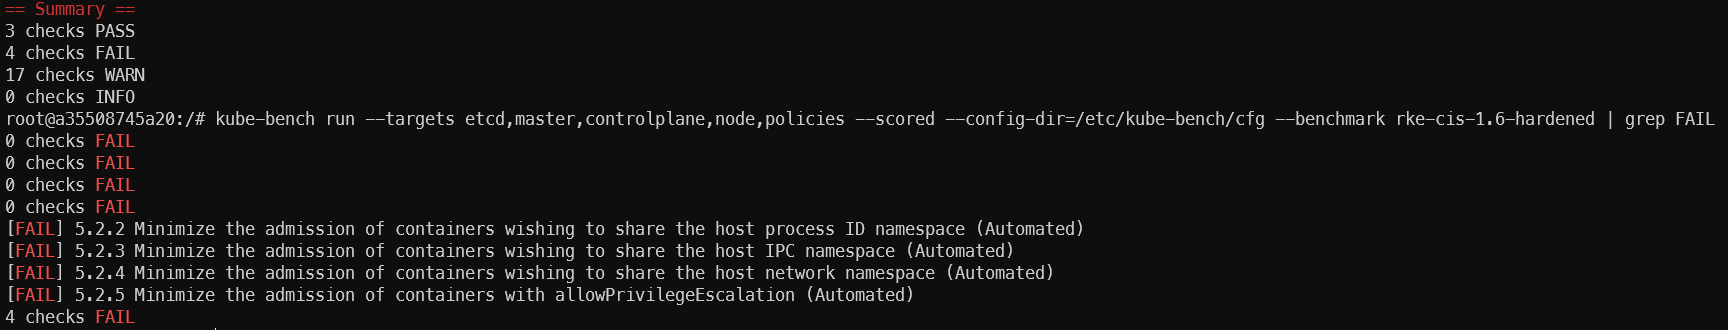 == Summary ==
3 checks PASS
4 checks FAIL
17 checks WARN
0 checks INFO
root@a35508745a20:/# kube-bench run --targets etcd,master,controlplane,node,policies --scored --config-dir=/etc/kube-bench/cfg --benchmark rke-cis-1.6-hardened | grep FAIL
0 checks FAIL
0 checks FAIL
0 checks FAIL
0 checks FAIL
[FAIL] 5.2.2 Minimize the admission of containers wishing to share the host process ID namespace (Automated)
[FAIL] 5.2.3 Minimize the admission of containers wishing to share the host IPC namespace (Automated)
[FAIL] 5.2.4 Minimize the admission of containers wishing to share the host network namespace (Automated)
[FAIL] 5.2.5 Minimize the admission of containers with allowPrivilegeEscalation (Automated)
4 checks FAIL